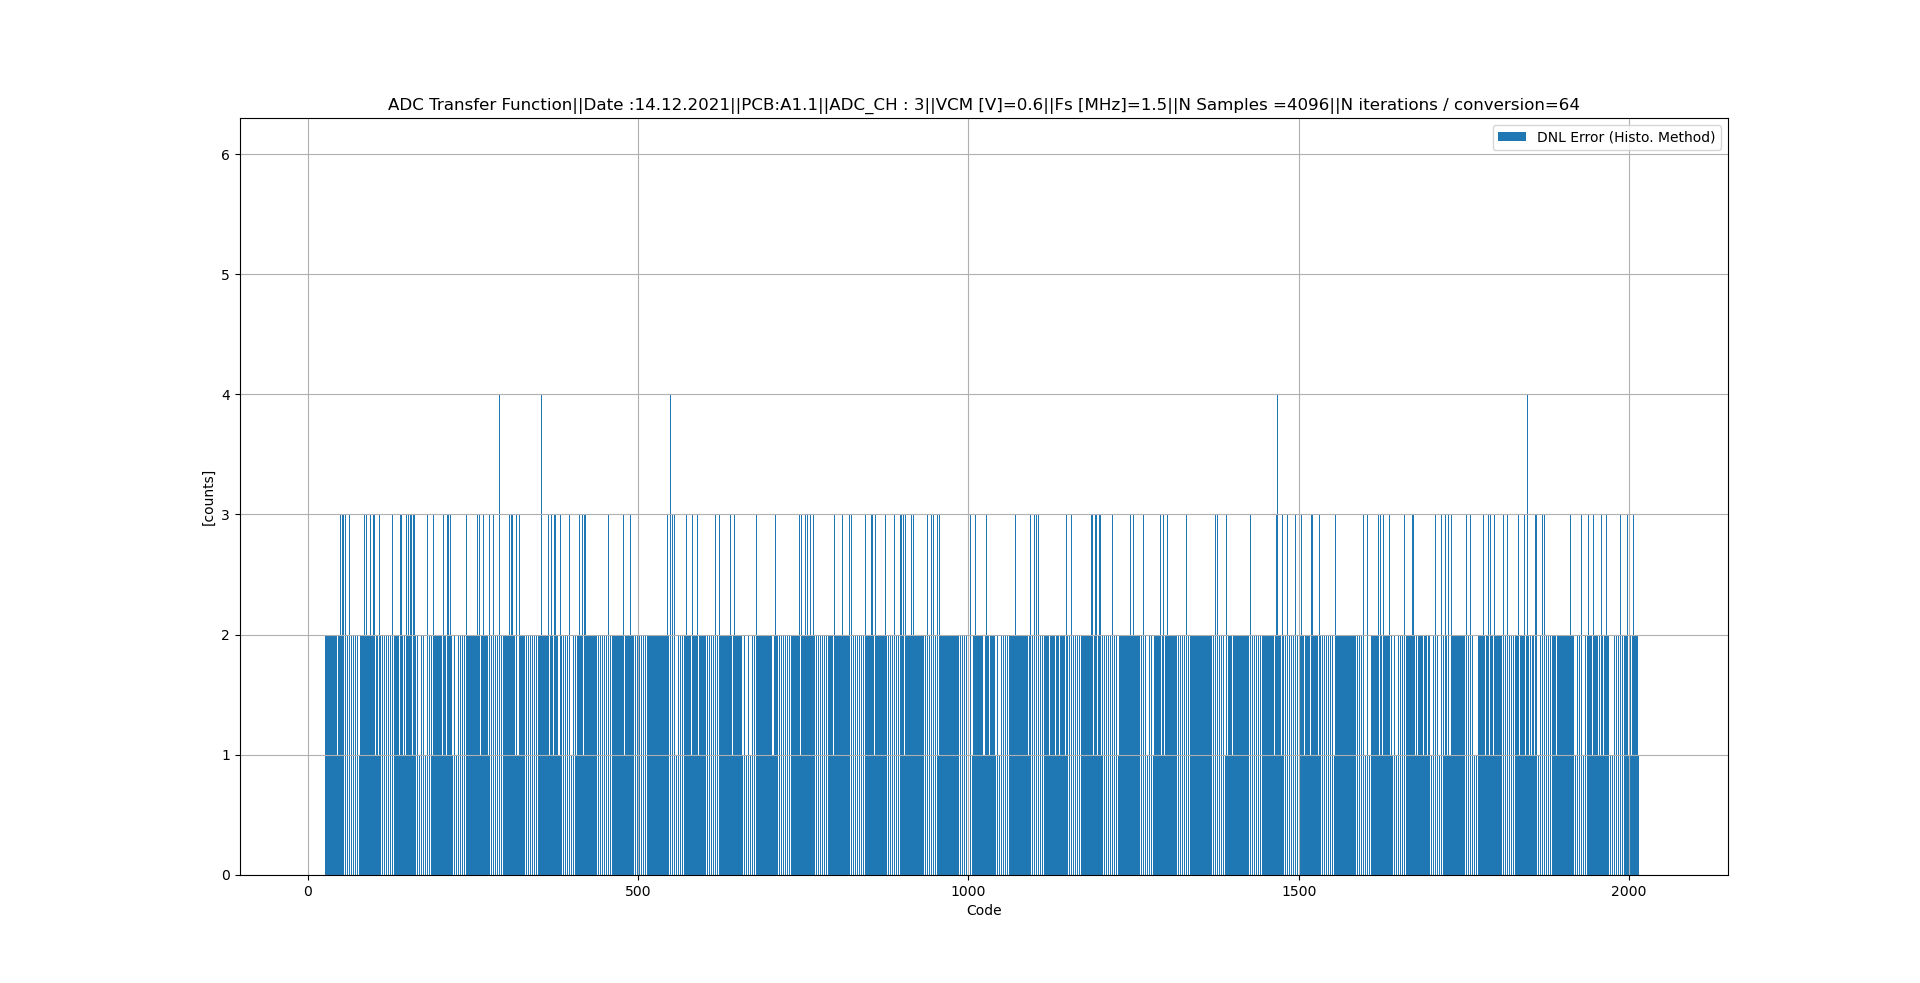 ADC Transfer Function||Date :14.12.2021||PCB:A1.1||ADC_CH : 3||VCM [V]=0.6||Fs [MHz]=1.5||N Samples =4096||N iterations / conversion=64
DNL Error (Histo. Method)
6
5
4
3
2
1
0
[counts]
0 500 1000 1500 2000
Code